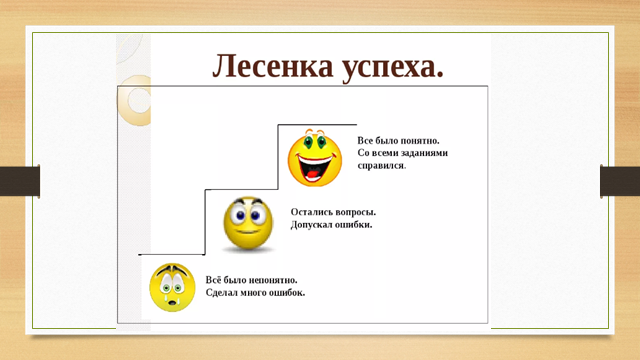 Лесенка успеха.
Все было понятно.
Со всеми заданиями
справился.
Остались вопросы.
Допускал ошибки.
Всё было непонятно.
Сделал много ошибок.